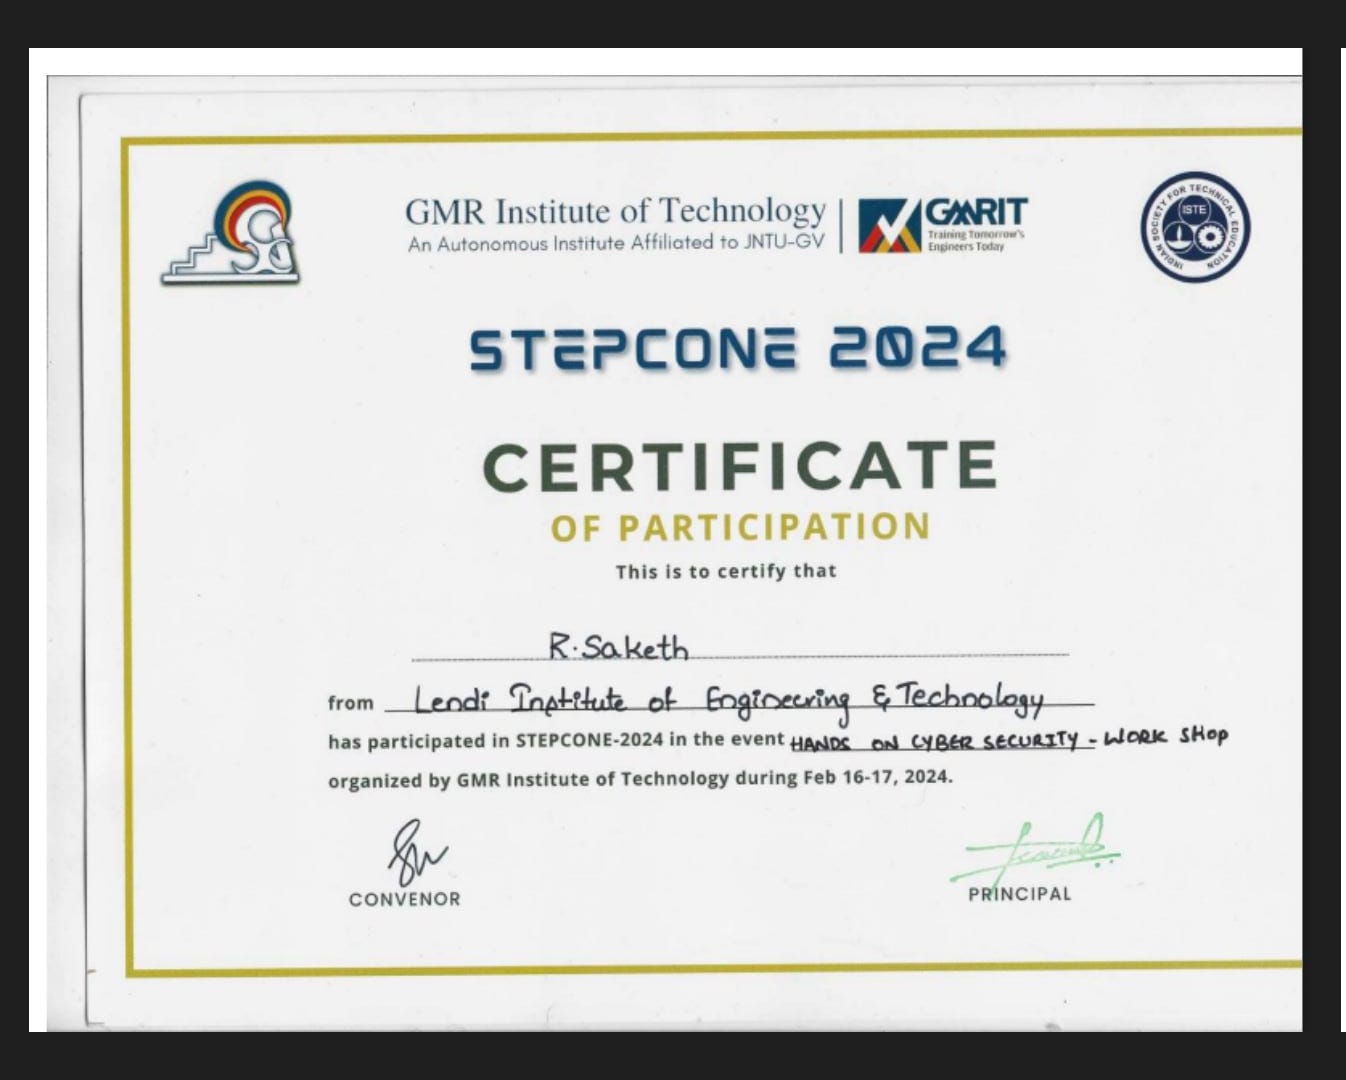 GMR Institute of Technology
An Autonomous Institute Affiliated to JNTU-GV
GMRIT
Training Tomorrow's
Engineers Today
INDIAN SOCIETY FOR TECHNICAL EDUCATION
ISTE
STEPCONE 2024
CERTIFICATE
OF PARTICIPATION
This is to certify that
R.Saketh
from Lendi Institute of Engineering & Technology
has participated in STEPCONE-2024 in the event HANDS ON CYBER SECURITY - WORK SHOP
organized by GMR Institute of Technology during Feb 16-17, 2024.
CONVENOR
PRINCIPAL